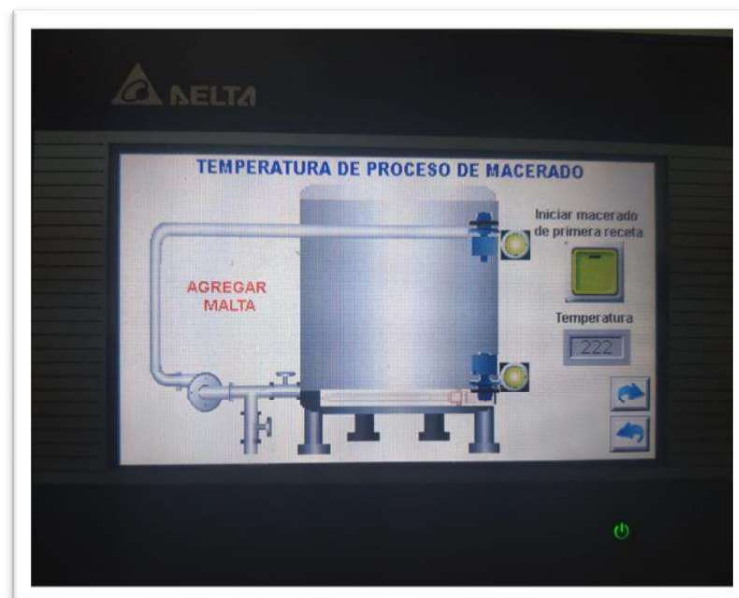 DELTA
TEMPERATURA DE PROCESO DE MACERADO
Iniciar macerado
de primera receta
AGREGAR
MALTA
Temperatura
222